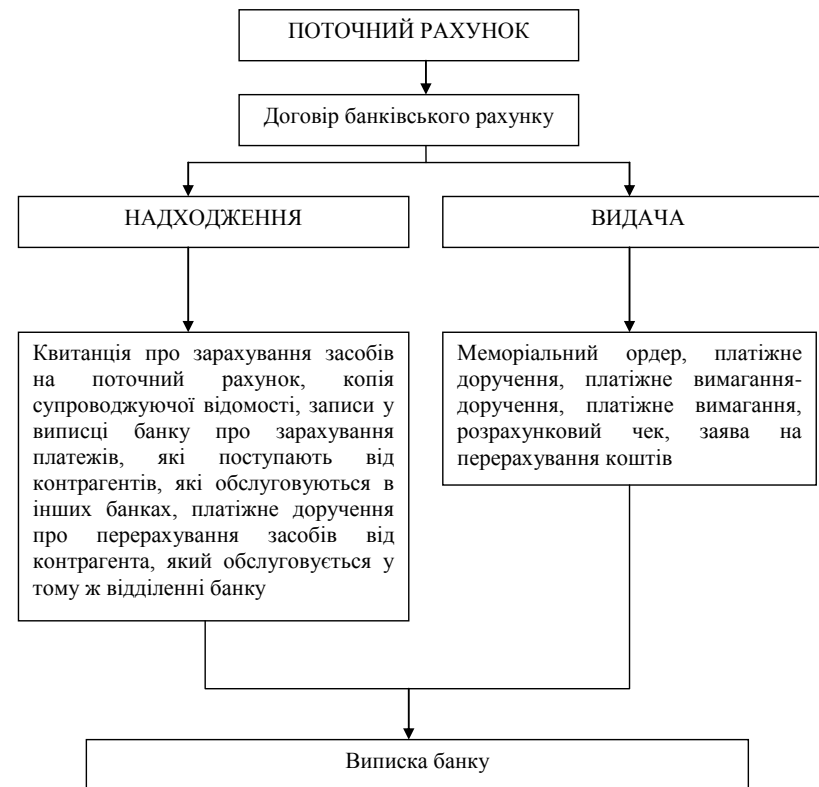 ПОТОЧНИЙ РАХУНОК
Договір банківського рахунку
НАДХОДЖЕННЯ
ВИДАЧА
Квитанція про зарахування засобів
на поточний рахунок, копія
супроводжуючої відомості, записи у
виписці банку про зарахування
платежів, які поступають від
контрагентів, які обслуговуються в
інших банках, платіжне доручення
про перерахування засобів від
контрагента, який обслуговується у
тому ж відділенні банку
Меморіальний ордер, платіжне
доручення, платіжне вимагання-
доручення, платіжне вимагання,
розрахунковий чек, заява на
перерахування коштів
Виписка банку